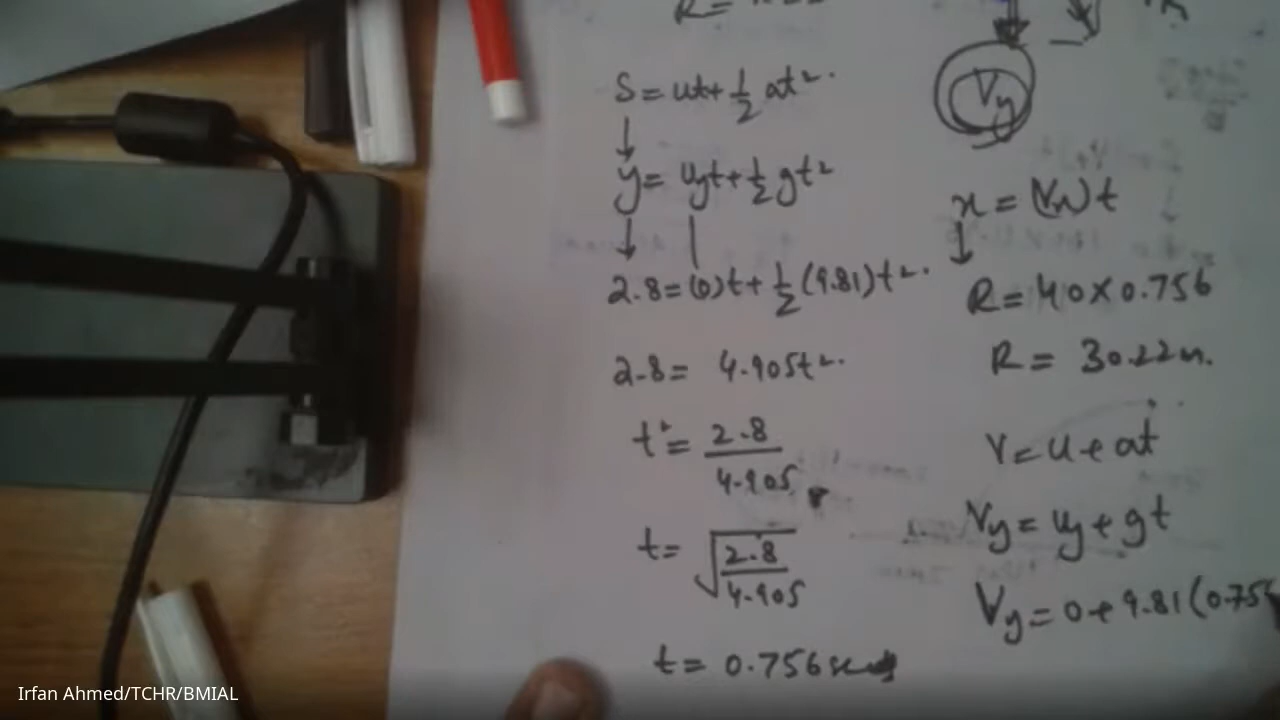 S = ut + 1/2 at².
y = uyt + 1/2 gt²
2.8 = (0)t + 1/2 (9.81)t².
2.8 = 4.905t².
t² = 2.8/4.905
t = √(2.8/4.905)
t = 0.756 sec
Vy
x = (Vx) t
R = 40 × 0.756
R = 30.22m.
V = u + at
Vy = uy + gt
Vy = 0 + 9.81 (0.756
Irfan Ahmed/TCHR/BMIAL